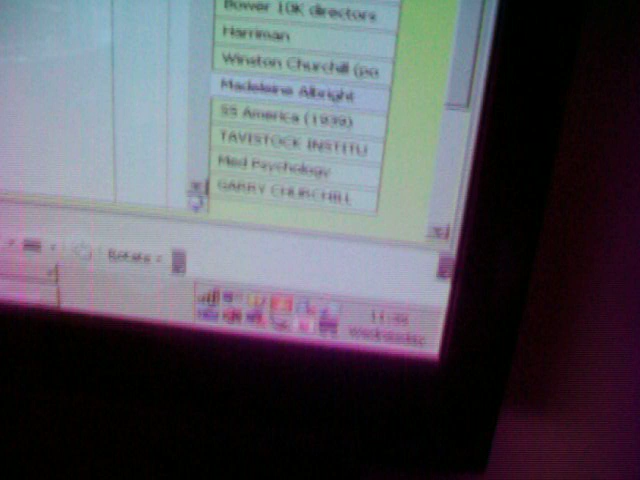 Bower 10K directors
Harriman
Winston Churchill (po
Madeleine Albright
SS America (1939)
TAVISTOCK INSTITU
Med Psychology
GARRY CHURCHILL
Rotate
Wednesday